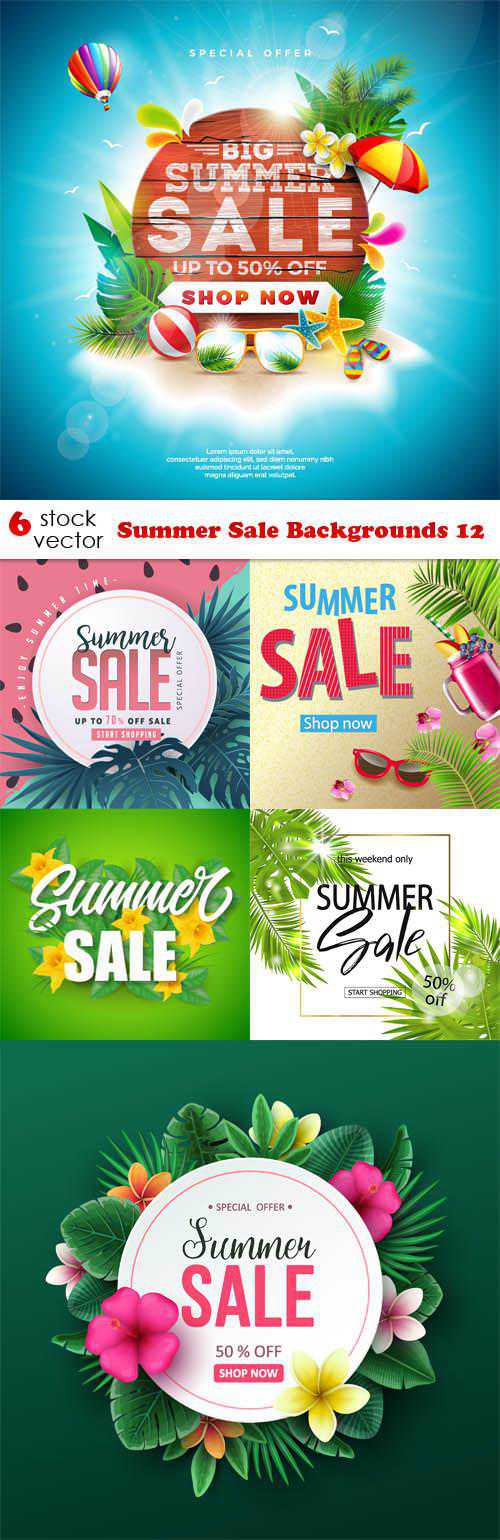 SPECIAL OFFER
BIG
SUMMER
SALE
UP TO 50% OFF
SHOP NOW
Lorem ipsum dolor sit amet,
consectetuer adipiscing elit, sed diem nonummy nibh
euismod tincidunt ut lacreet dolore
magna aliguam erat volutpat.
6 stock
vector
Summer Sale Backgrounds 12
-ENJOY SUMMER TIME-
Summer
SALE
SPECIAL OFFER
UP TO 70% OFF SALE
START SHOPPING
SUMMER
SALE
Shop now
Summer
SALE
this weekend only
SUMMER
Sale
50%
off
START SHOPPING
• SPECIAL OFFER •
Summer
SALE
50 % OFF
SHOP NOW